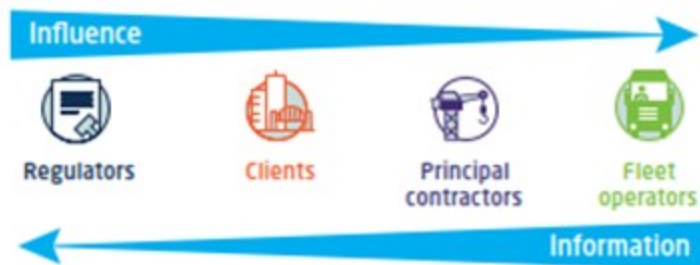 Influence
Regulators
Clients
Principal
contractors
Fleet
operators
Information